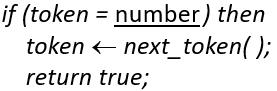 if (token = number) then
token ← next_token( );
return true;